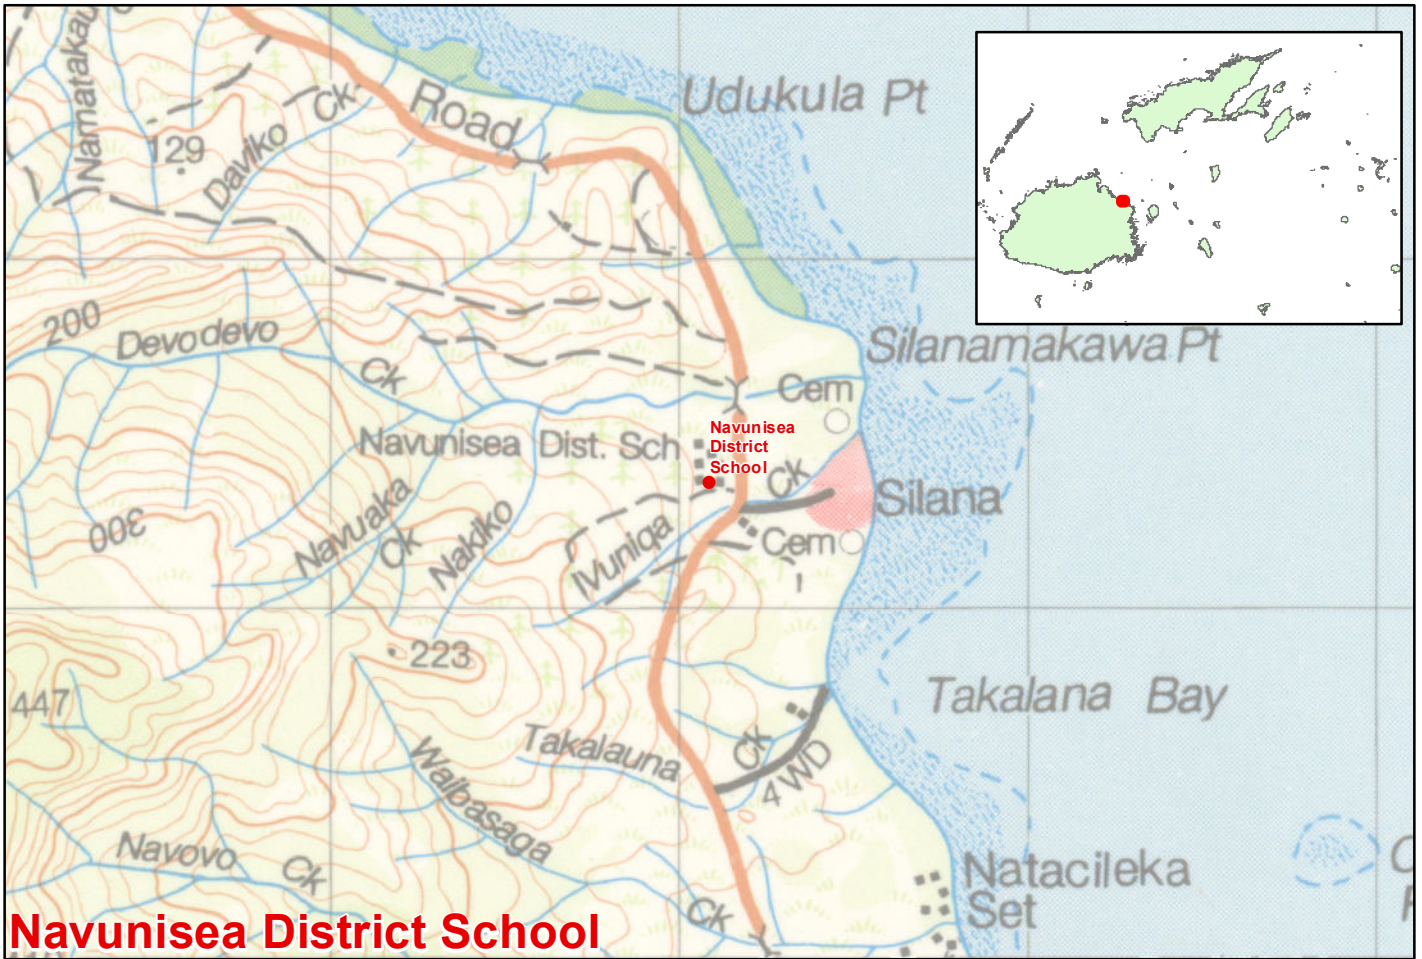 Namatakau
129
Daviko Ck
Road
Udukula Pt
200
Devodevo
Ck
Silanamakawa Pt
Cem
Navunisea Dist. Sch
Navunisea
District
School
Ck
Silana
300
Navuaka
Ck
Nakiko
IVuniqa
Cem
223
447
Takalana Bay
Takalauna
Ck
4 WD
Waibasaga
Navovo
Ck
Ck
Natacileka
Set
Navunisea District School